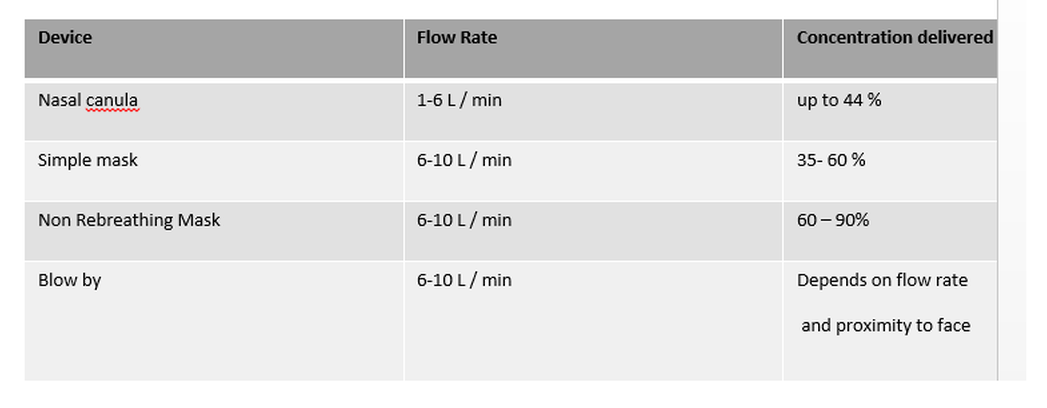 Device Flow Rate Concentration delivered
Nasal canula 1-6 L / min up to 44 %
Simple mask 6-10 L / min 35- 60 %
Non Rebreathing Mask 6-10 L / min 60 – 90%
Blow by 6-10 L / min Depends on flow rate
and proximity to face